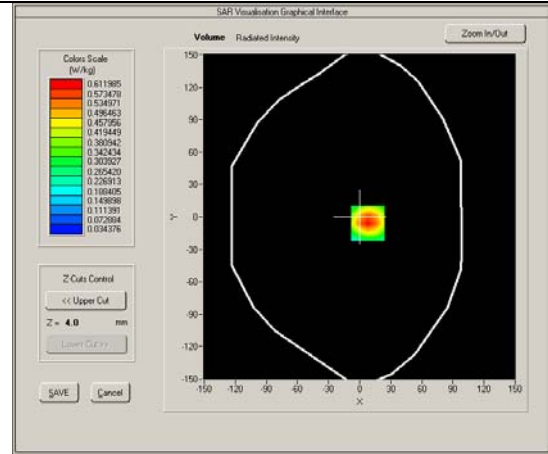 SAR Visualisation Graphical Interface
Volume Radiated Intensity
Zoom In/Out
Colors Scale
(W/kg)
0.611985
0.573478
0.534971
0.496463
0.457956
0.419449
0.380942
0.342434
0.303927
0.265420
0.226913
0.188405
0.149898
0.111391
0.072884
0.034376
Z Cuts Control
<< Upper Cut
Z = 4.0 mm
Lower Cut >>
SAVE
Cancel
150
120
90
60
30
0
-30
-60
-90
-120
-150
Y
-150 -120 -90 -60 -30 0 30 60 90 120 150
X